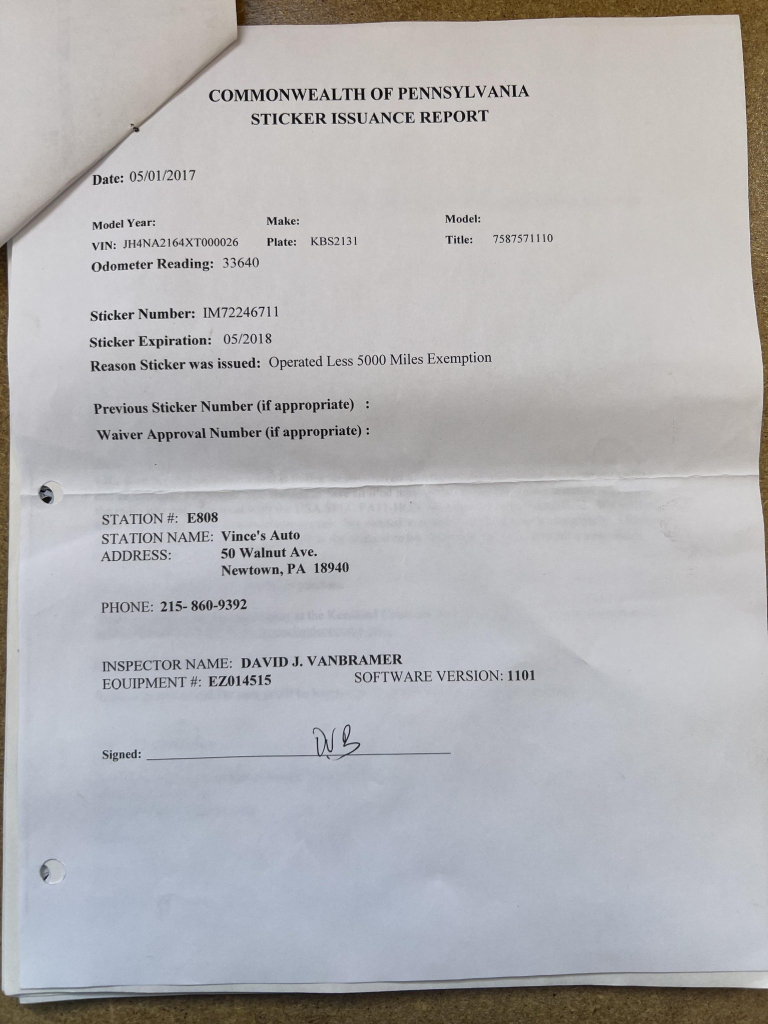 COMMONWEALTH OF PENNSYLVANIA
STICKER ISSUANCE REPORT
Date: 05/01/2017
Model Year: Make: Model:
VIN: JH4NA2164XT000026 Plate: KBS2131 Title: 7587571110
Odometer Reading: 33640
Sticker Number: IM72246711
Sticker Expiration: 05/2018
Reason Sticker was issued: Operated Less 5000 Miles Exemption
Previous Sticker Number (if appropriate) :
Waiver Approval Number (if appropriate) :
STATION #: E808
STATION NAME: Vince's Auto
ADDRESS: 50 Walnut Ave.
Newtown, PA 18940
PHONE: 215- 860-9392
INSPECTOR NAME: DAVID J. VANBRAMER
EQUIPMENT #: EZ014515 SOFTWARE VERSION: 1101
Signed: DVB